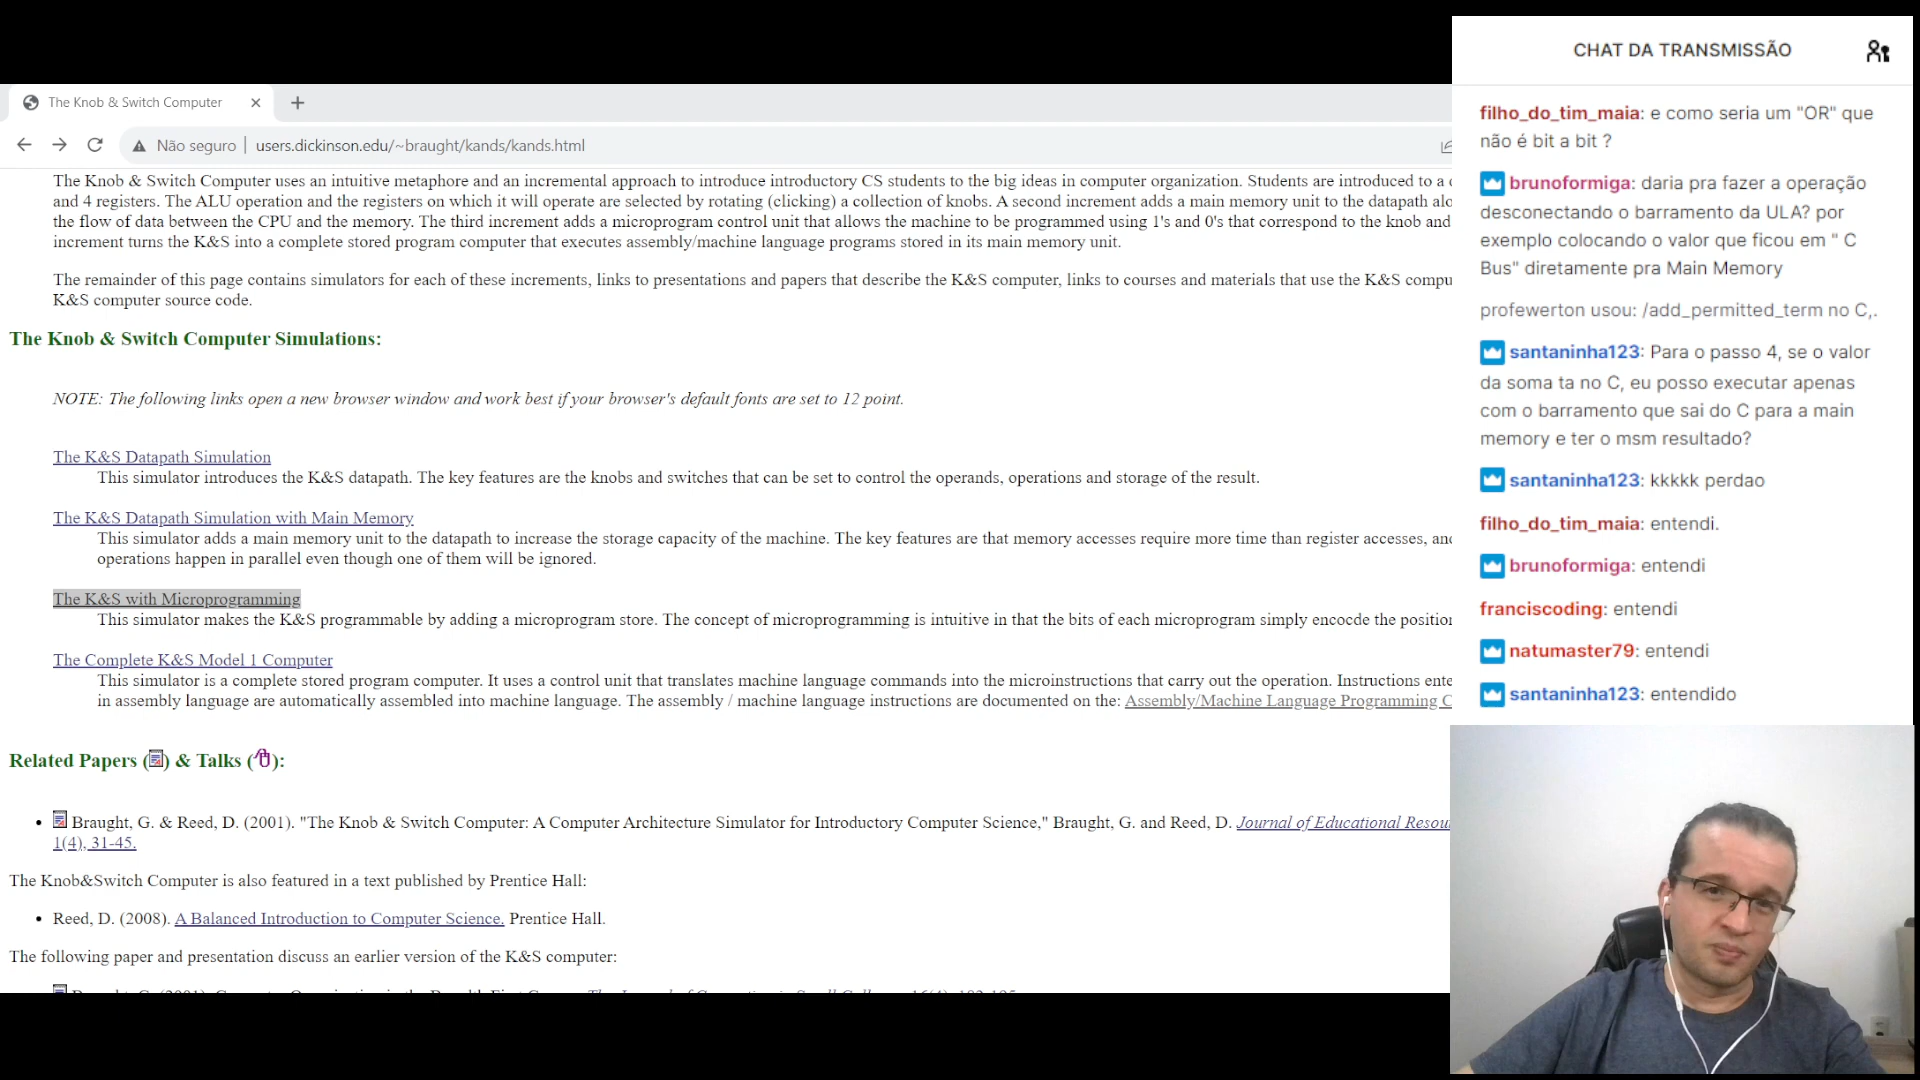 The Knob & Switch Computer
Não seguro
users.dickinson.edu/~braught/kands/kands.html
The Knob & Switch Computer uses an intuitive metaphore and an incremental approach to introduce introductory CS students to the big ideas in computer organization. Students are introduced to a
and 4 registers. The ALU operation and the registers on which it will operate are selected by rotating (clicking) a collection of knobs. A second increment adds a main memory unit to the datapath
the flow of data between the CPU and the memory. The third increment adds a microprogram control unit that allows the machine to be programmed using 1's and 0's that correspond to the knob and
increment turns the K&S into a complete stored program computer that executes assembly/machine language programs stored in its main memory unit.
The remainder of this page contains simulators for each of these increments, links to presentations and papers that describe the K&S computer, links to courses and materials that use the K&S compu
K&S computer source code.
The Knob & Switch Computer Simulations:
NOTE: The following links open a new browser window and work best if your browser's default fonts are set to 12 point.
The K&S Datapath Simulation
This simulator introduces the K&S datapath. The key features are the knobs and switches that can be set to control the operands, operations and storage of the result.
The K&S Datapath Simulation with Main Memory
This simulator adds a main memory unit to the datapath to increase the storage capacity of the machine. The key features are that memory accesses require more time than register accesses,
operations happen in parallel even though one of them will be ignored.
The K&S with Microprogramming
This simulator makes the K&S programmable by adding a microprogram store. The concept of microprogramming is intuitive in that the bits of each microprogram simply encocde the position
The Complete K&S Model 1 Computer
This simulator is a complete stored program computer. It uses a control unit that translates machine language commands into the microinstructions that carry out the operation. Instructions ente
in assembly language are automatically assembled into machine language. The assembly / machine language instructions are documented on the: Assembly/Machine Language Programming
Related Papers ( ) & Talks ( ):
• Braught, G. & Reed, D. (2001). "The Knob & Switch Computer: A Computer Architecture Simulator for Introductory Computer Science," Braught, G. and Reed, D. Journal of Educational Resou
1(4), 31-45.
The Knob&Switch Computer is also featured in a text published by Prentice Hall:
• Reed, D. (2008). A Balanced Introduction to Computer Science. Prentice Hall.
The following paper and presentation discuss an earlier version of the K&S computer:
CHAT DA TRANSMISSÃO
filho_do_tim_maia: e como seria um "OR" que
não é bit a bit ?
brunoformiga: daria pra fazer a operação
desconectando o barramento da ULA? por
exemplo colocando o valor que ficou em " C
Bus" diretamente pra Main Memory
profewerton usou: /add_permitted_term no C,.
santaninha123: Para o passo 4, se o valor
da soma ta no C, eu posso executar apenas
com o barramento que sai do C para a main
memory e ter o msm resultado?
santaninha123: kkkkk perdao
filho_do_tim_maia: entendi.
brunoformiga: entendi
franciscoding: entendi
natumaster79: entendi
santaninha123: entendido